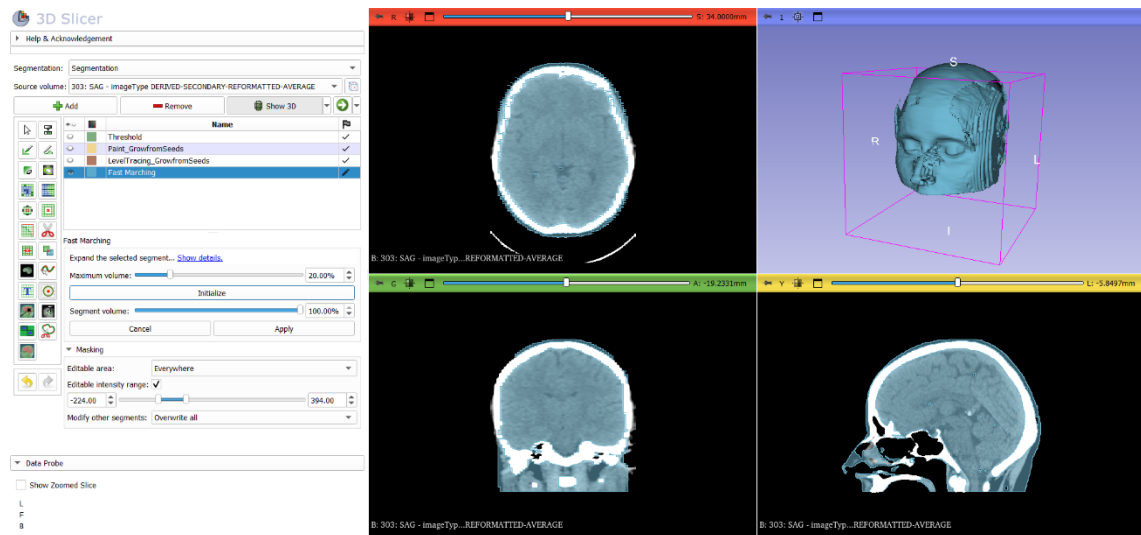 3D Slicer
Help & Acknowledgement
Segmentation: Segmentation
Source volume: 303: SAG - imageType DERIVED-SECONDARY-REFORMATTED-AVERAGE
Add Remove Show 3D
Name
Threshold
Paint_GrowfromSeeds
LevelTracing_GrowfromSeeds
Fast Marching
Fast Marching
Expand the selected segment... Show details.
Maximum volume: 20.00%
Initialize
Segment volume: 100.00%
Cancel Apply
Masking
Editable area: Everywhere
Editable intensity range:
-224.00 394.00
Modify other segments: Overwrite all
Data Probe
Show Zoomed Slice
L
F
B
R S: 34.0000mm
B: 303: SAG - imageTyp...REFORMATTED-AVERAGE
1
S
R
L
I
G A: -19.2331mm
B: 303: SAG - imageTyp...REFORMATTED-AVERAGE
Y L: -5.8497mm
B: 303: SAG - imageTyp...REFORMATTED-AVERAGE